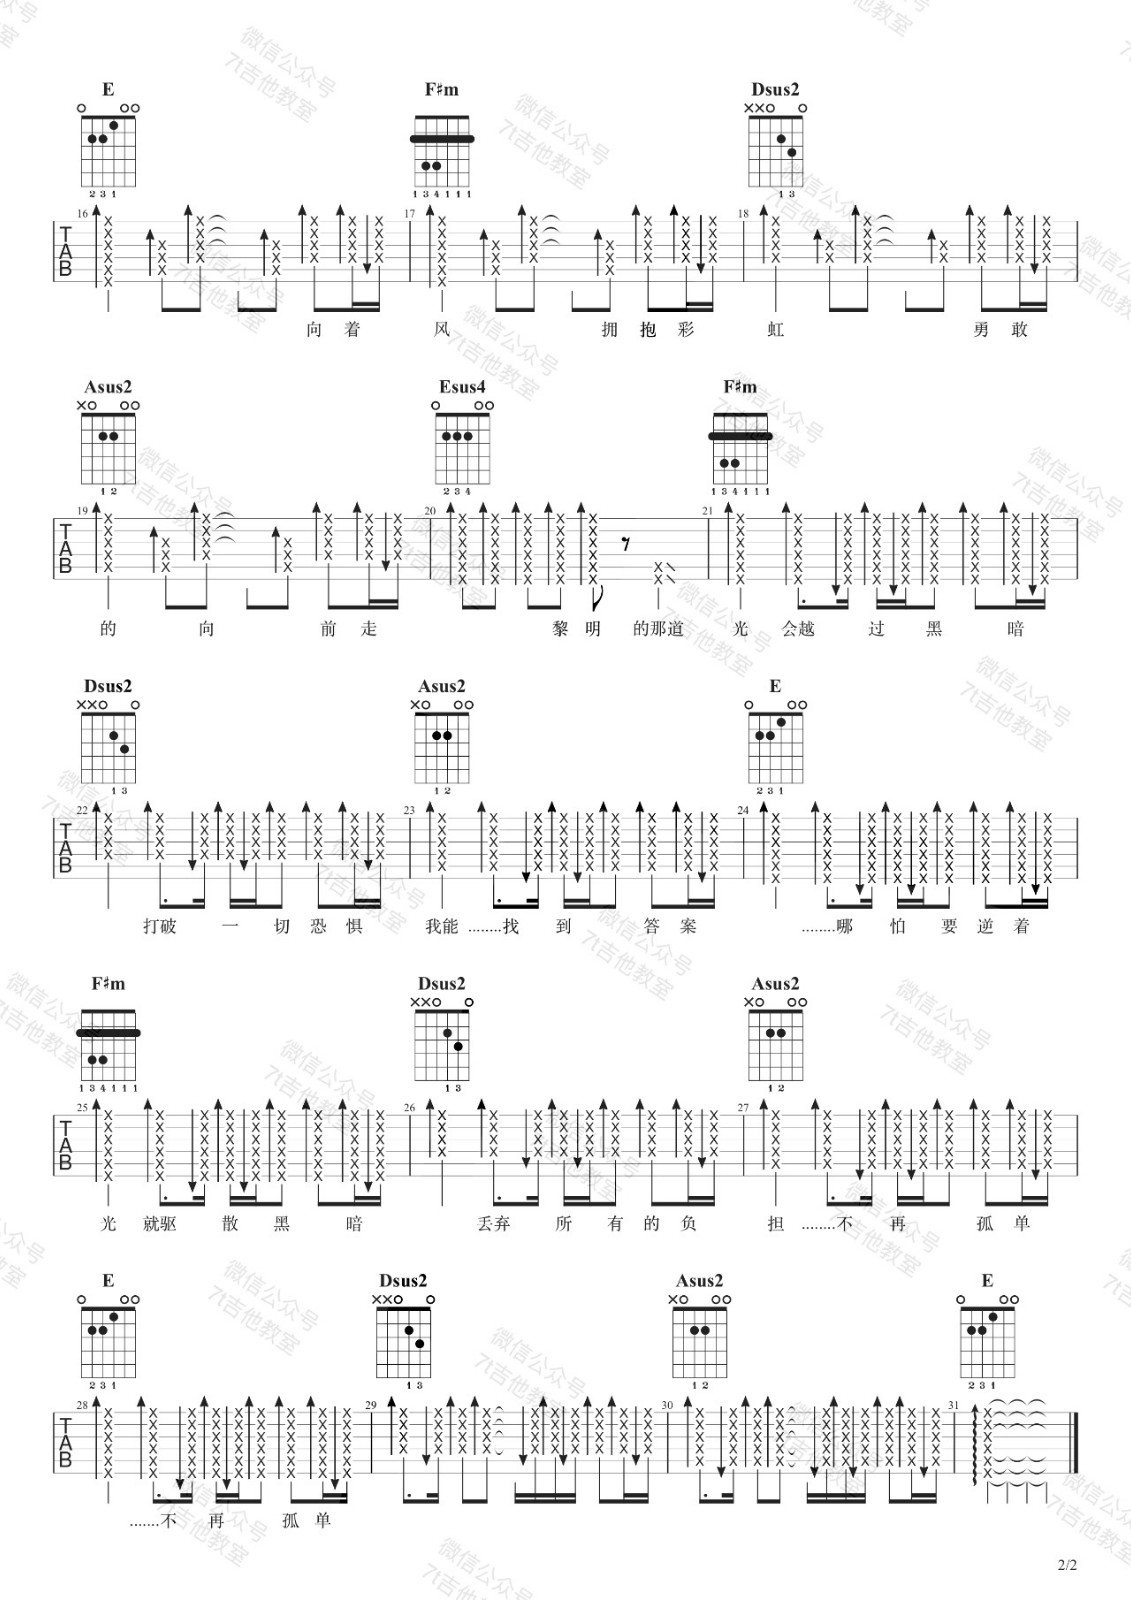 E F♯m Dsus2
16 17 18
向 着 风 拥 抱 彩 虹 勇 敢
Asus2 Esus4 F♯m
19 20 21
的 向 前 走 黎 明 的那道 光 会越 过 黑 暗
Dsus2 Asus2 E
22 23 24
打破 一 切 恐 惧 我能 ........找 到 答 案 ........哪 怕 要 逆 着
F♯m Dsus2 Asus2
25 26 27
光 就驱 散 黑 暗 丢弃 所 有 的 负 担 ........不 再 孤 单
E Dsus2 Asus2 E
28 29 30 31
.......不 再 孤 单
2/2
微信公众号
7t吉他教室